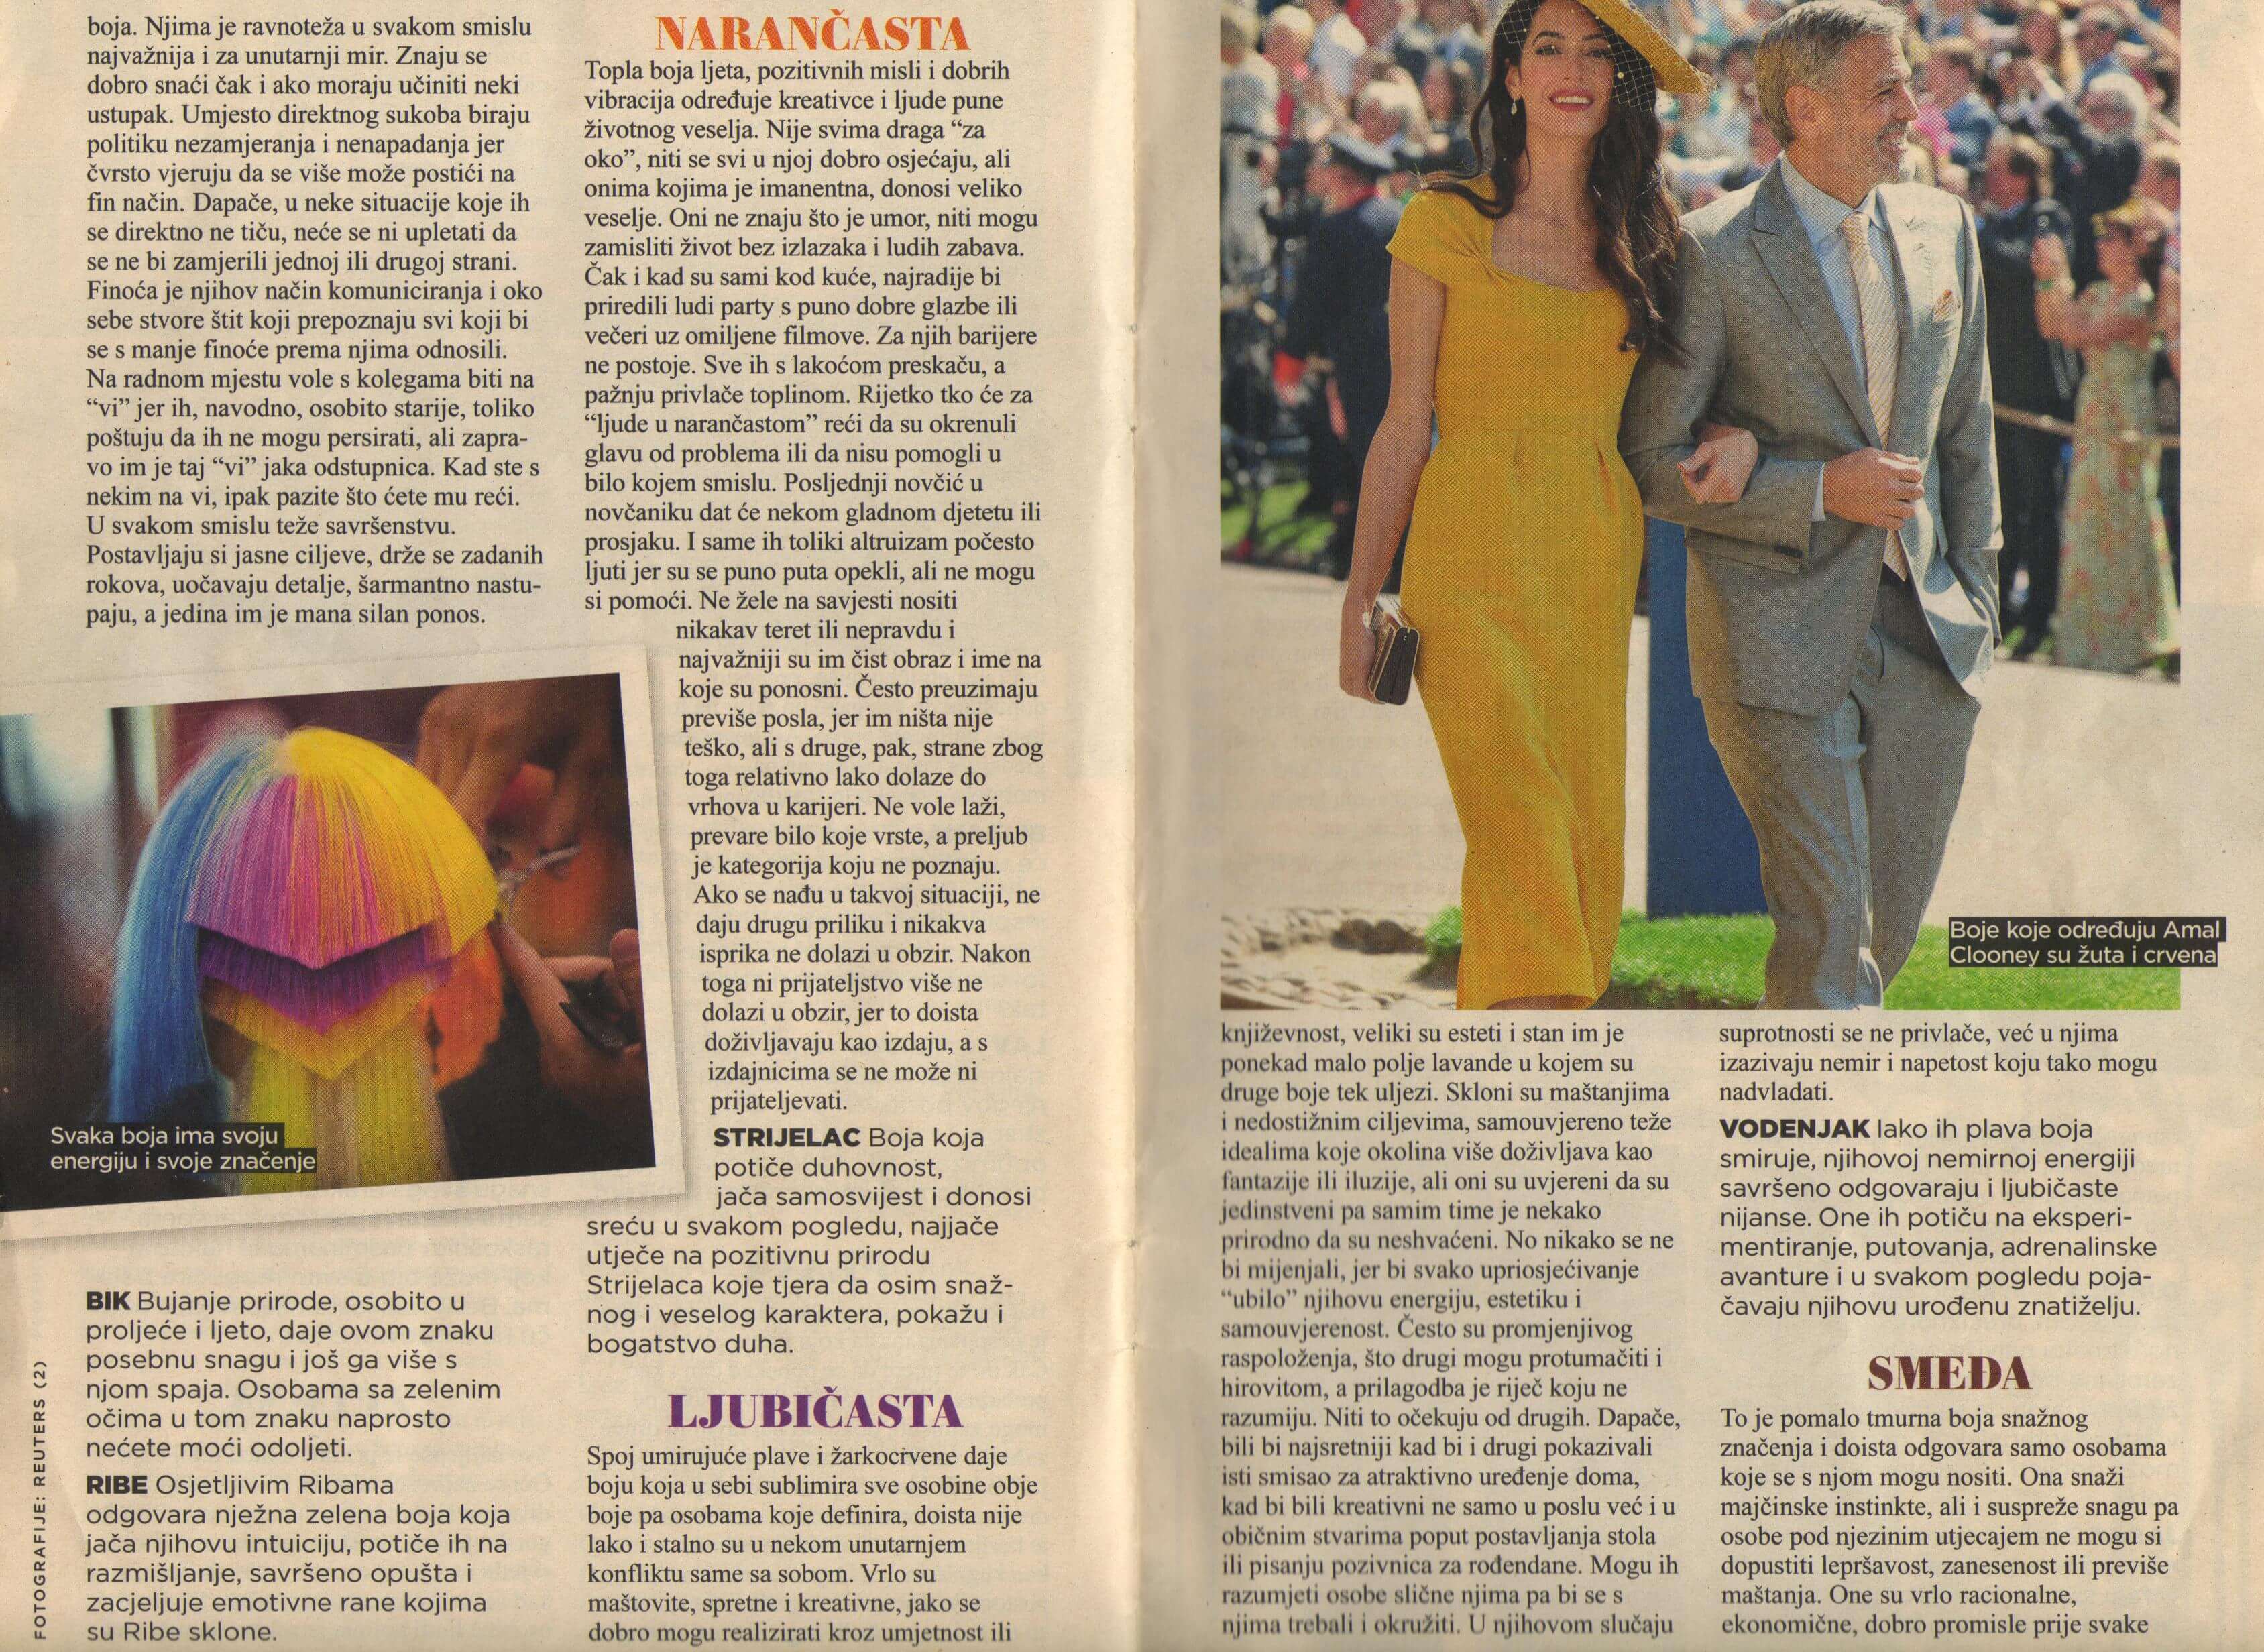 boja. Njima je ravnoteža u svakom smislu
najvažnija i za unutarnji mir. Znaju se
dobro snaći čak i ako moraju učiniti neki
ustupak. Umjesto direktnog sukoba biraju
politiku nezamjeranja i nenapadanja jer
čvrsto vjeruju da se više može postići na
fin način. Dapače, u neke situacije koje ih
se direktno ne tiču, neće se ni upletati da
se ne bi zamjerili jednoj ili drugoj strani.
Finoća je njihov način komuniciranja i oko
sebe stvore štit koji prepoznaju svi koji bi
se s manje finoće prema njima odnosili.
Na radnom mjestu vole s kolegama biti na
“vi” jer ih, navodno, osobito starije, toliko
poštuju da ih ne mogu persirati, ali zapra-
vo im je taj “vi” jaka odstupnica. Kad ste s
nekim na vi, ipak pazite što ćete mu reći.
U svakom smislu teže savršenstvu.
Postavljaju si jasne ciljeve, drže se zadanih
rokova, uočavaju detalje, šarmantno nastu-
paju, a jedina im je mana silan ponos.
Svaka boja ima svoju
energiju i svoje značenje
BIK Bujanje prirode, osobito u
proljeće i ljeto, daje ovom znaku
posebnu snagu i još ga više s
njom spaja. Osobama sa zelenim
očima u tom znaku naprosto
nećete moći odoljeti.
RIBE Osjetljivim Ribama
odgovara nježna zelena boja koja
jača njihovu intuiciju, potiče ih na
razmišljanje, savršeno opušta i
zacjeljuje emotivne rane kojima
su Ribe sklone.
FOTOGRAFIJE: REUTERS (2)
NARANČASTA
Topla boja ljeta, pozitivnih misli i dobrih
vibracija određuje kreativce i ljude pune
životnog veselja. Nije svima draga “za
oko”, niti se svi u njoj dobro osjećaju, ali
onima kojima je imanentna, donosi veliko
veselje. Oni ne znaju što je umor, niti mogu
zamisliti život bez izlazaka i ludih zabava.
Čak i kad su sami kod kuće, najradije bi
priredili ludi party s puno dobre glazbe ili
večeri uz omiljene filmove. Za njih barijere
ne postoje. Sve ih s lakoćom preskaču, a
pažnju privlače toplinom. Rijetko tko će za
“ljude u narančastom” reći da su okrenuli
glavu od problema ili da nisu pomogli u
bilo kojem smislu. Posljednji novčić u
novčaniku dat će nekom gladnom djetetu ili
prosjaku. I same ih toliki altruizam počesto
ljuti jer su se puno puta opekli, ali ne mogu
si pomoći. Ne žele na savjesti nositi
nikakav teret ili nepravdu i
najvažniji su im čist obraz i ime na
koje su ponosni. Često preuzimaju
previše posla, jer im ništa nije
teško, ali s druge, pak, strane zbog
toga relativno lako dolaze do
vrhova u karijeri. Ne vole laži,
prevare bilo koje vrste, a preljub
je kategorija koju ne poznaju.
Ako se nađu u takvoj situaciji, ne
daju drugu priliku i nikakva
isprika ne dolazi u obzir. Nakon
toga ni prijateljstvo više ne
dolazi u obzir, jer to doista
doživljavaju kao izdaju, a s
izdajnicima se ne može ni
prijateljevati.
STRIJELAC Boja koja
potiče duhovnost,
jača samosvijest i donosi
sreću u svakom pogledu, najjače
utječe na pozitivnu prirodu
Strijelaca koje tjera da osim snaž-
nog i veselog karaktera, pokažu i
bogatstvo duha.
LJUBIČASTA
Spoj umirujuće plave i žarkocrvene daje
boju koja u sebi sublimira sve osobine obje
boje pa osobama koje definira, doista nije
lako i stalno su u nekom unutarnjem
konfliktu same sa sobom. Vrlo su
maštovite, spretne i kreativne, jako se
dobro mogu realizirati kroz umjetnost ili
Boje koje određuju Amal
Clooney su žuta i crvena
književnost, veliki su esteti i stan im je
ponekad malo polje lavande u kojem su
druge boje tek uljezi. Skloni su maštanjima
i nedostižnim ciljevima, samouvjereno teže
idealima koje okolina više doživljava kao
fantazije ili iluzije, ali oni su uvjereni da su
jedinstveni pa samim time je nekako
prirodno da su neshvaćeni. No nikako se ne
bi mijenjali, jer bi svako upriosjećivanje
“ubilo” njihovu energiju, estetiku i
samouvjerenost. Često su promjenjivog
raspoloženja, što drugi mogu protumačiti i
hirovitom, a prilagodba je riječ koju ne
razumiju. Niti to očekuju od drugih. Dapače,
bili bi najsretniji kad bi i drugi pokazivali
isti smisao za atraktivno uređenje doma,
kad bi bili kreativni ne samo u poslu već i u
običnim stvarima poput postavljanja stola
ili pisanju pozivnica za rođendane. Mogu ih
razumjeti osobe slične njima pa bi se s
njima trebali i okružiti. U njihovom slučaju
suprotnosti se ne privlače, već u njima
izazivaju nemir i napetost koju tako mogu
nadvladati.
VODENJAK Iako ih plava boja
smiruje, njihovoj nemirnoj energiji
savršeno odgovaraju i ljubičaste
nijanse. One ih potiču na eksperi-
mentiranje, putovanja, adrenalinske
avanture i u svakom pogledu poja-
čavaju njihovu urođenu znatiželju.
SMEĐA
To je pomalo tmurna boja snažnog
značenja i doista odgovara samo osobama
koje se s njom mogu nositi. Ona snaži
majčinske instinkte, ali i suspreže snagu pa
osobe pod njezinim utjecajem ne mogu si
dopustiti lepršavost, zanesenost ili previše
maštanja. One su vrlo racionalne,
ekonomične, dobro promisle prije svake